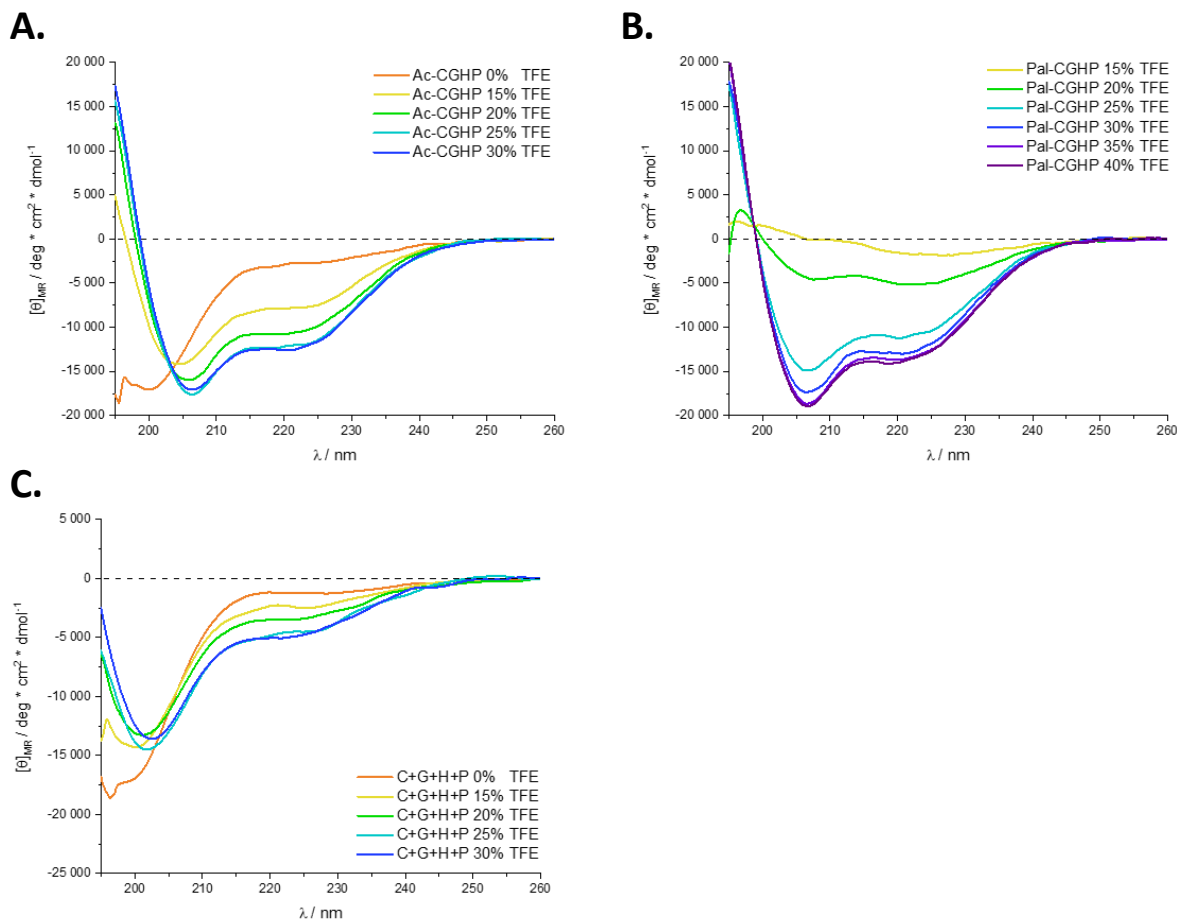 A.
20 000
15 000
10 000
5 000
0
-5 000
-10 000
-15 000
-20 000
[θ]MR / deg * cm² * dmol⁻¹
Ac-CGHP 0% TFE
Ac-CGHP 15% TFE
Ac-CGHP 20% TFE
Ac-CGHP 25% TFE
Ac-CGHP 30% TFE
200 210 220 230 240 250 260
λ / nm
B.
20 000
15 000
10 000
5 000
0
-5 000
-10 000
-15 000
-20 000
[θ]MR / deg * cm² * dmol⁻¹
Pal-CGHP 15% TFE
Pal-CGHP 20% TFE
Pal-CGHP 25% TFE
Pal-CGHP 30% TFE
Pal-CGHP 35% TFE
Pal-CGHP 40% TFE
200 210 220 230 240 250 260
λ / nm
C.
5 000
0
-5 000
-10 000
-15 000
-20 000
-25 000
[θ]MR / deg * cm² * dmol⁻¹
C+G+H+P 0% TFE
C+G+H+P 15% TFE
C+G+H+P 20% TFE
C+G+H+P 25% TFE
C+G+H+P 30% TFE
200 210 220 230 240 250 260
λ / nm